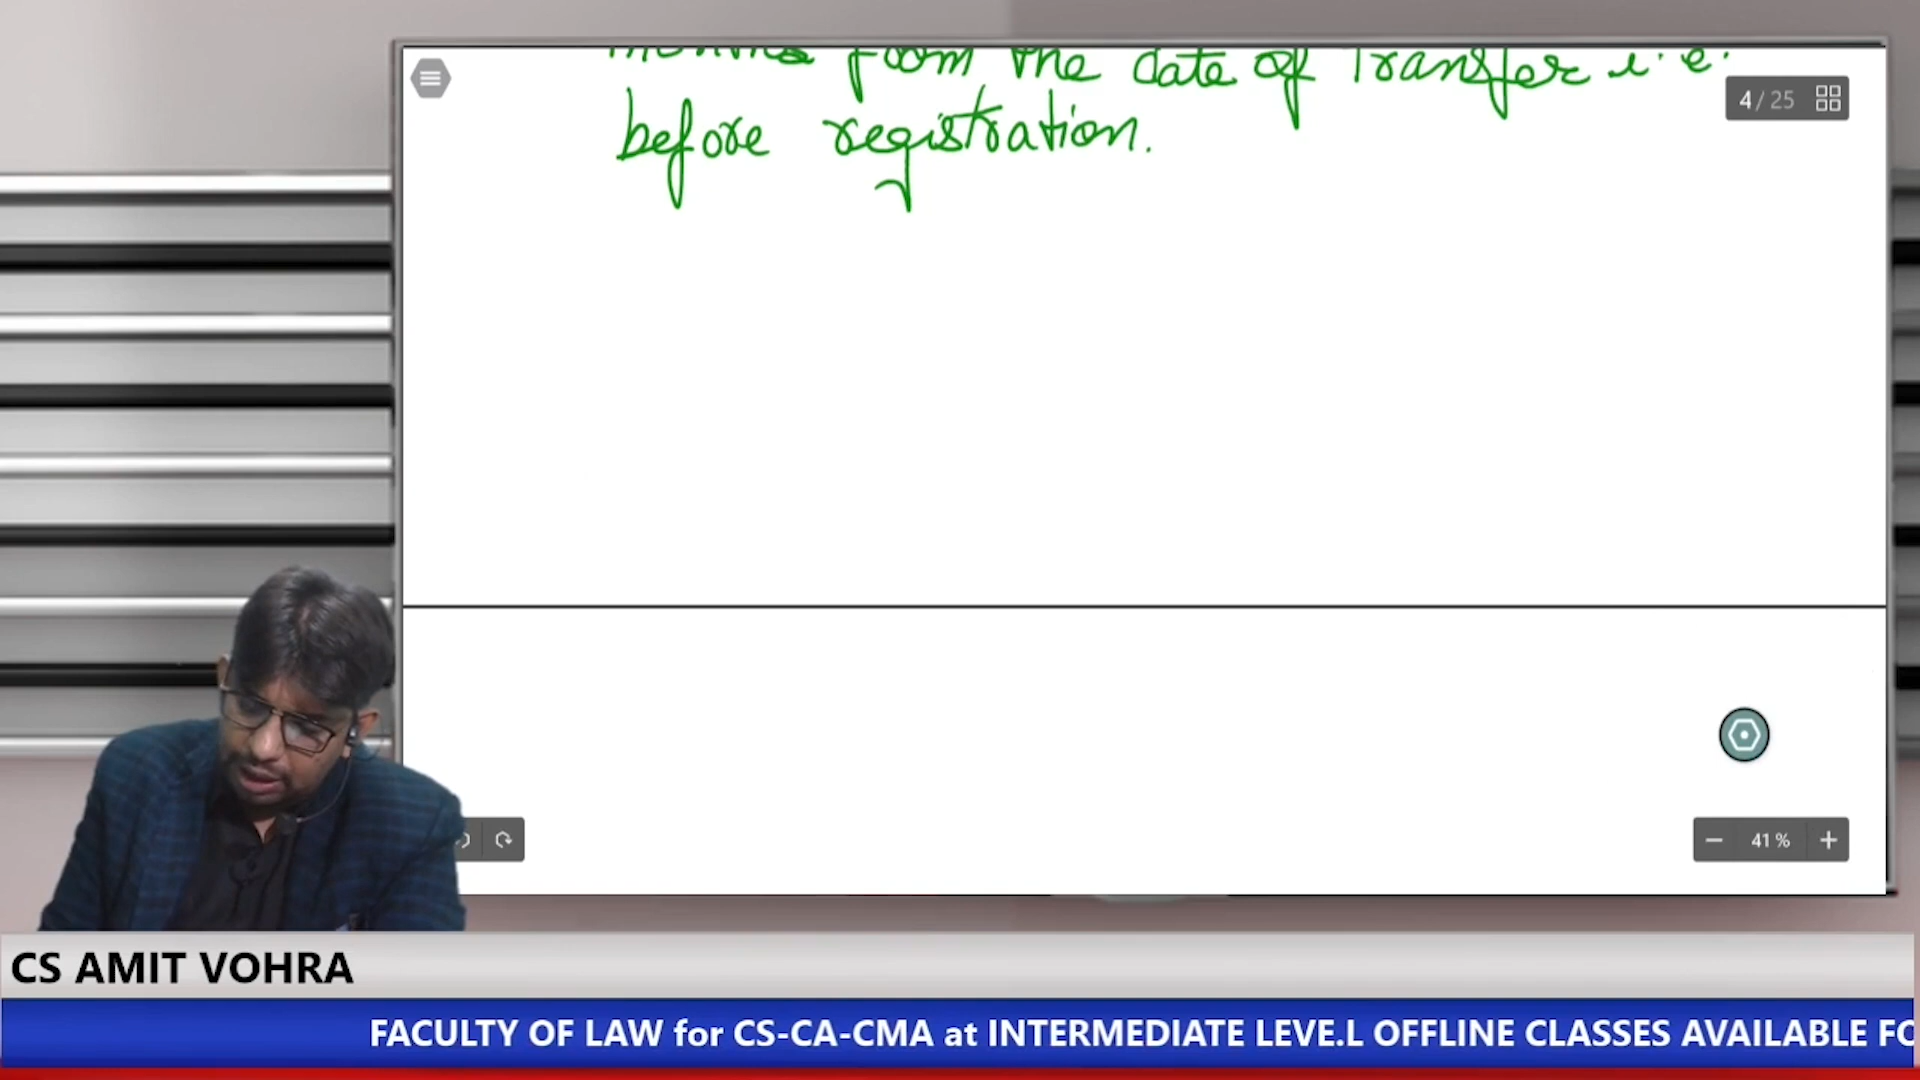 from the date of Transfer i.e.
before registration.
4 / 25
41 %
CS AMIT VOHRA
FACULTY OF LAW for CS-CA-CMA at INTERMEDIATE LEVE.L OFFLINE CLASSES AVAILABLE FO